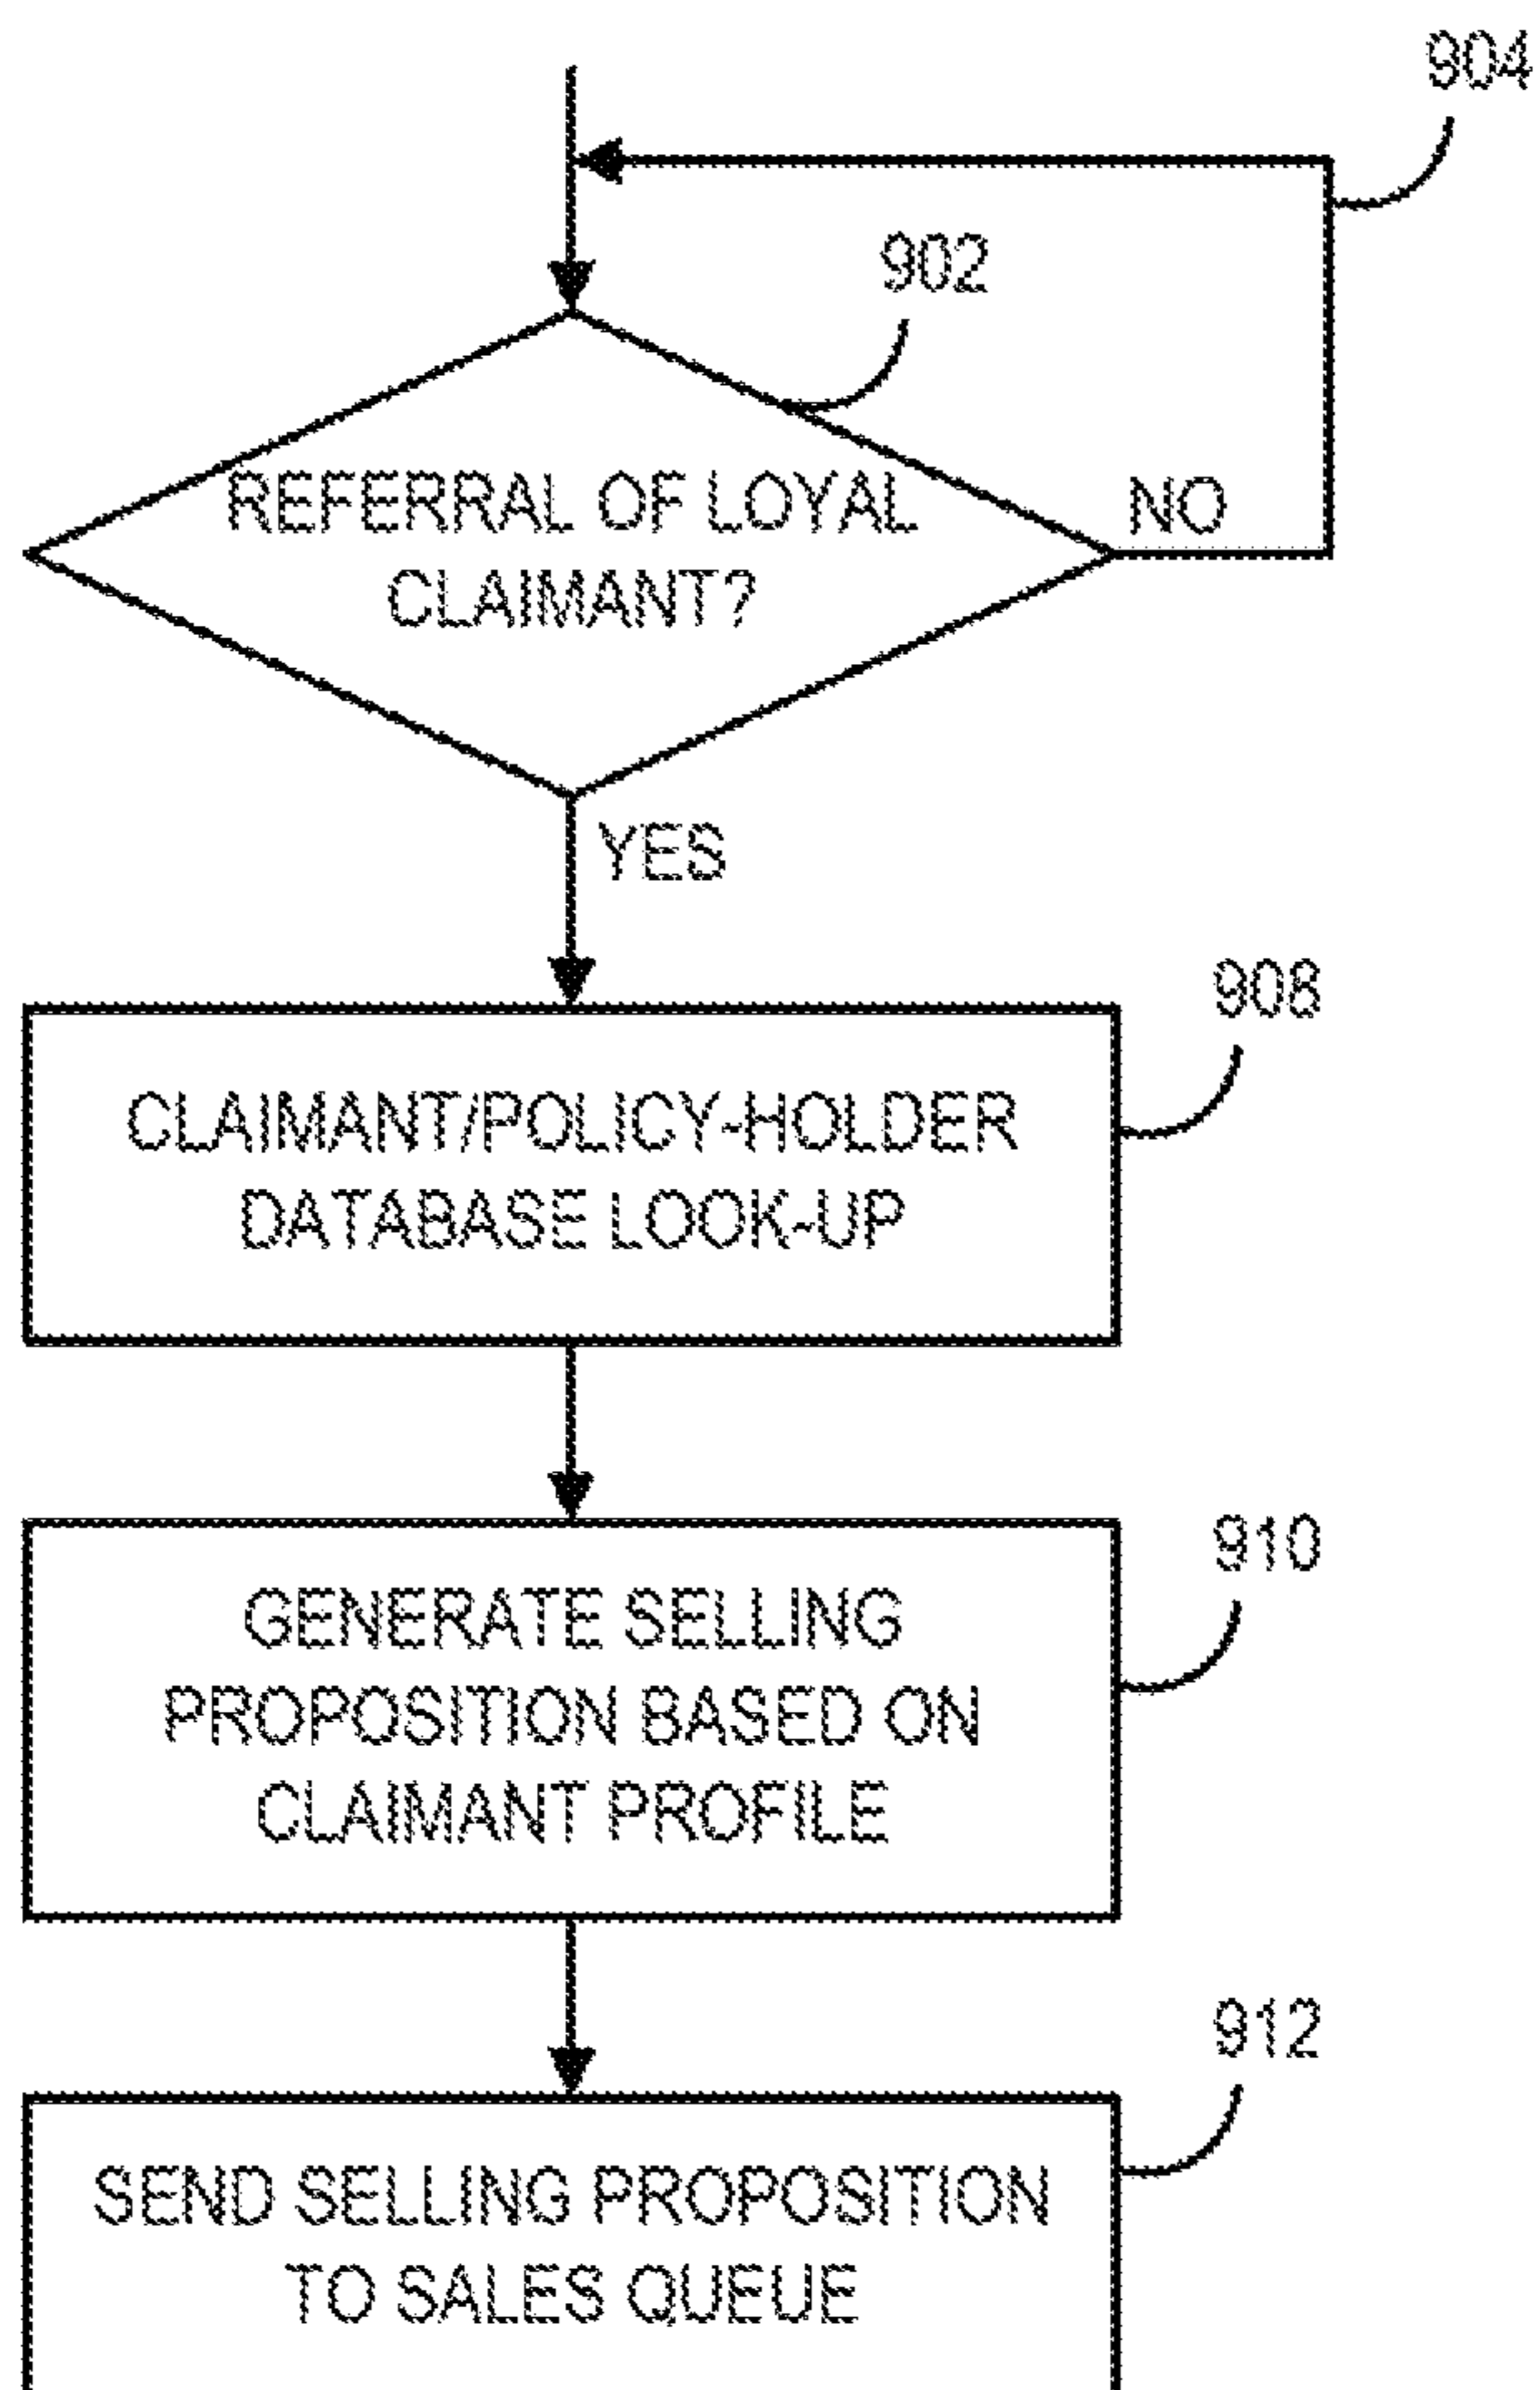 904
902
REFERRAL OF LOYAL
CLAIMANT?
NO
YES
908
CLAIMANT/POLICY-HOLDER
DATABASE LOOK-UP
910
GENERATE SELLING
PROPOSITION BASED ON
CLAIMANT PROFILE
912
SEND SELLING PROPOSITION
TO SALES QUEUE